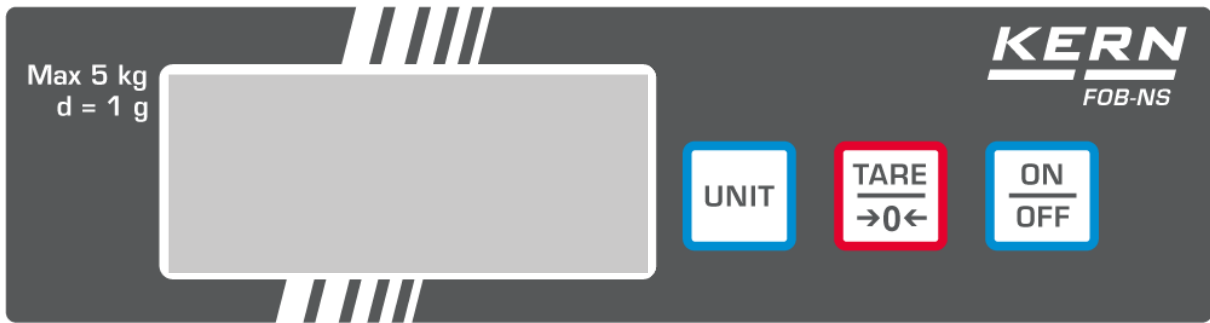 Max 5 kg
d = 1 g
KERN
FOB-NS
UNIT
TARE
→0←
ON
OFF